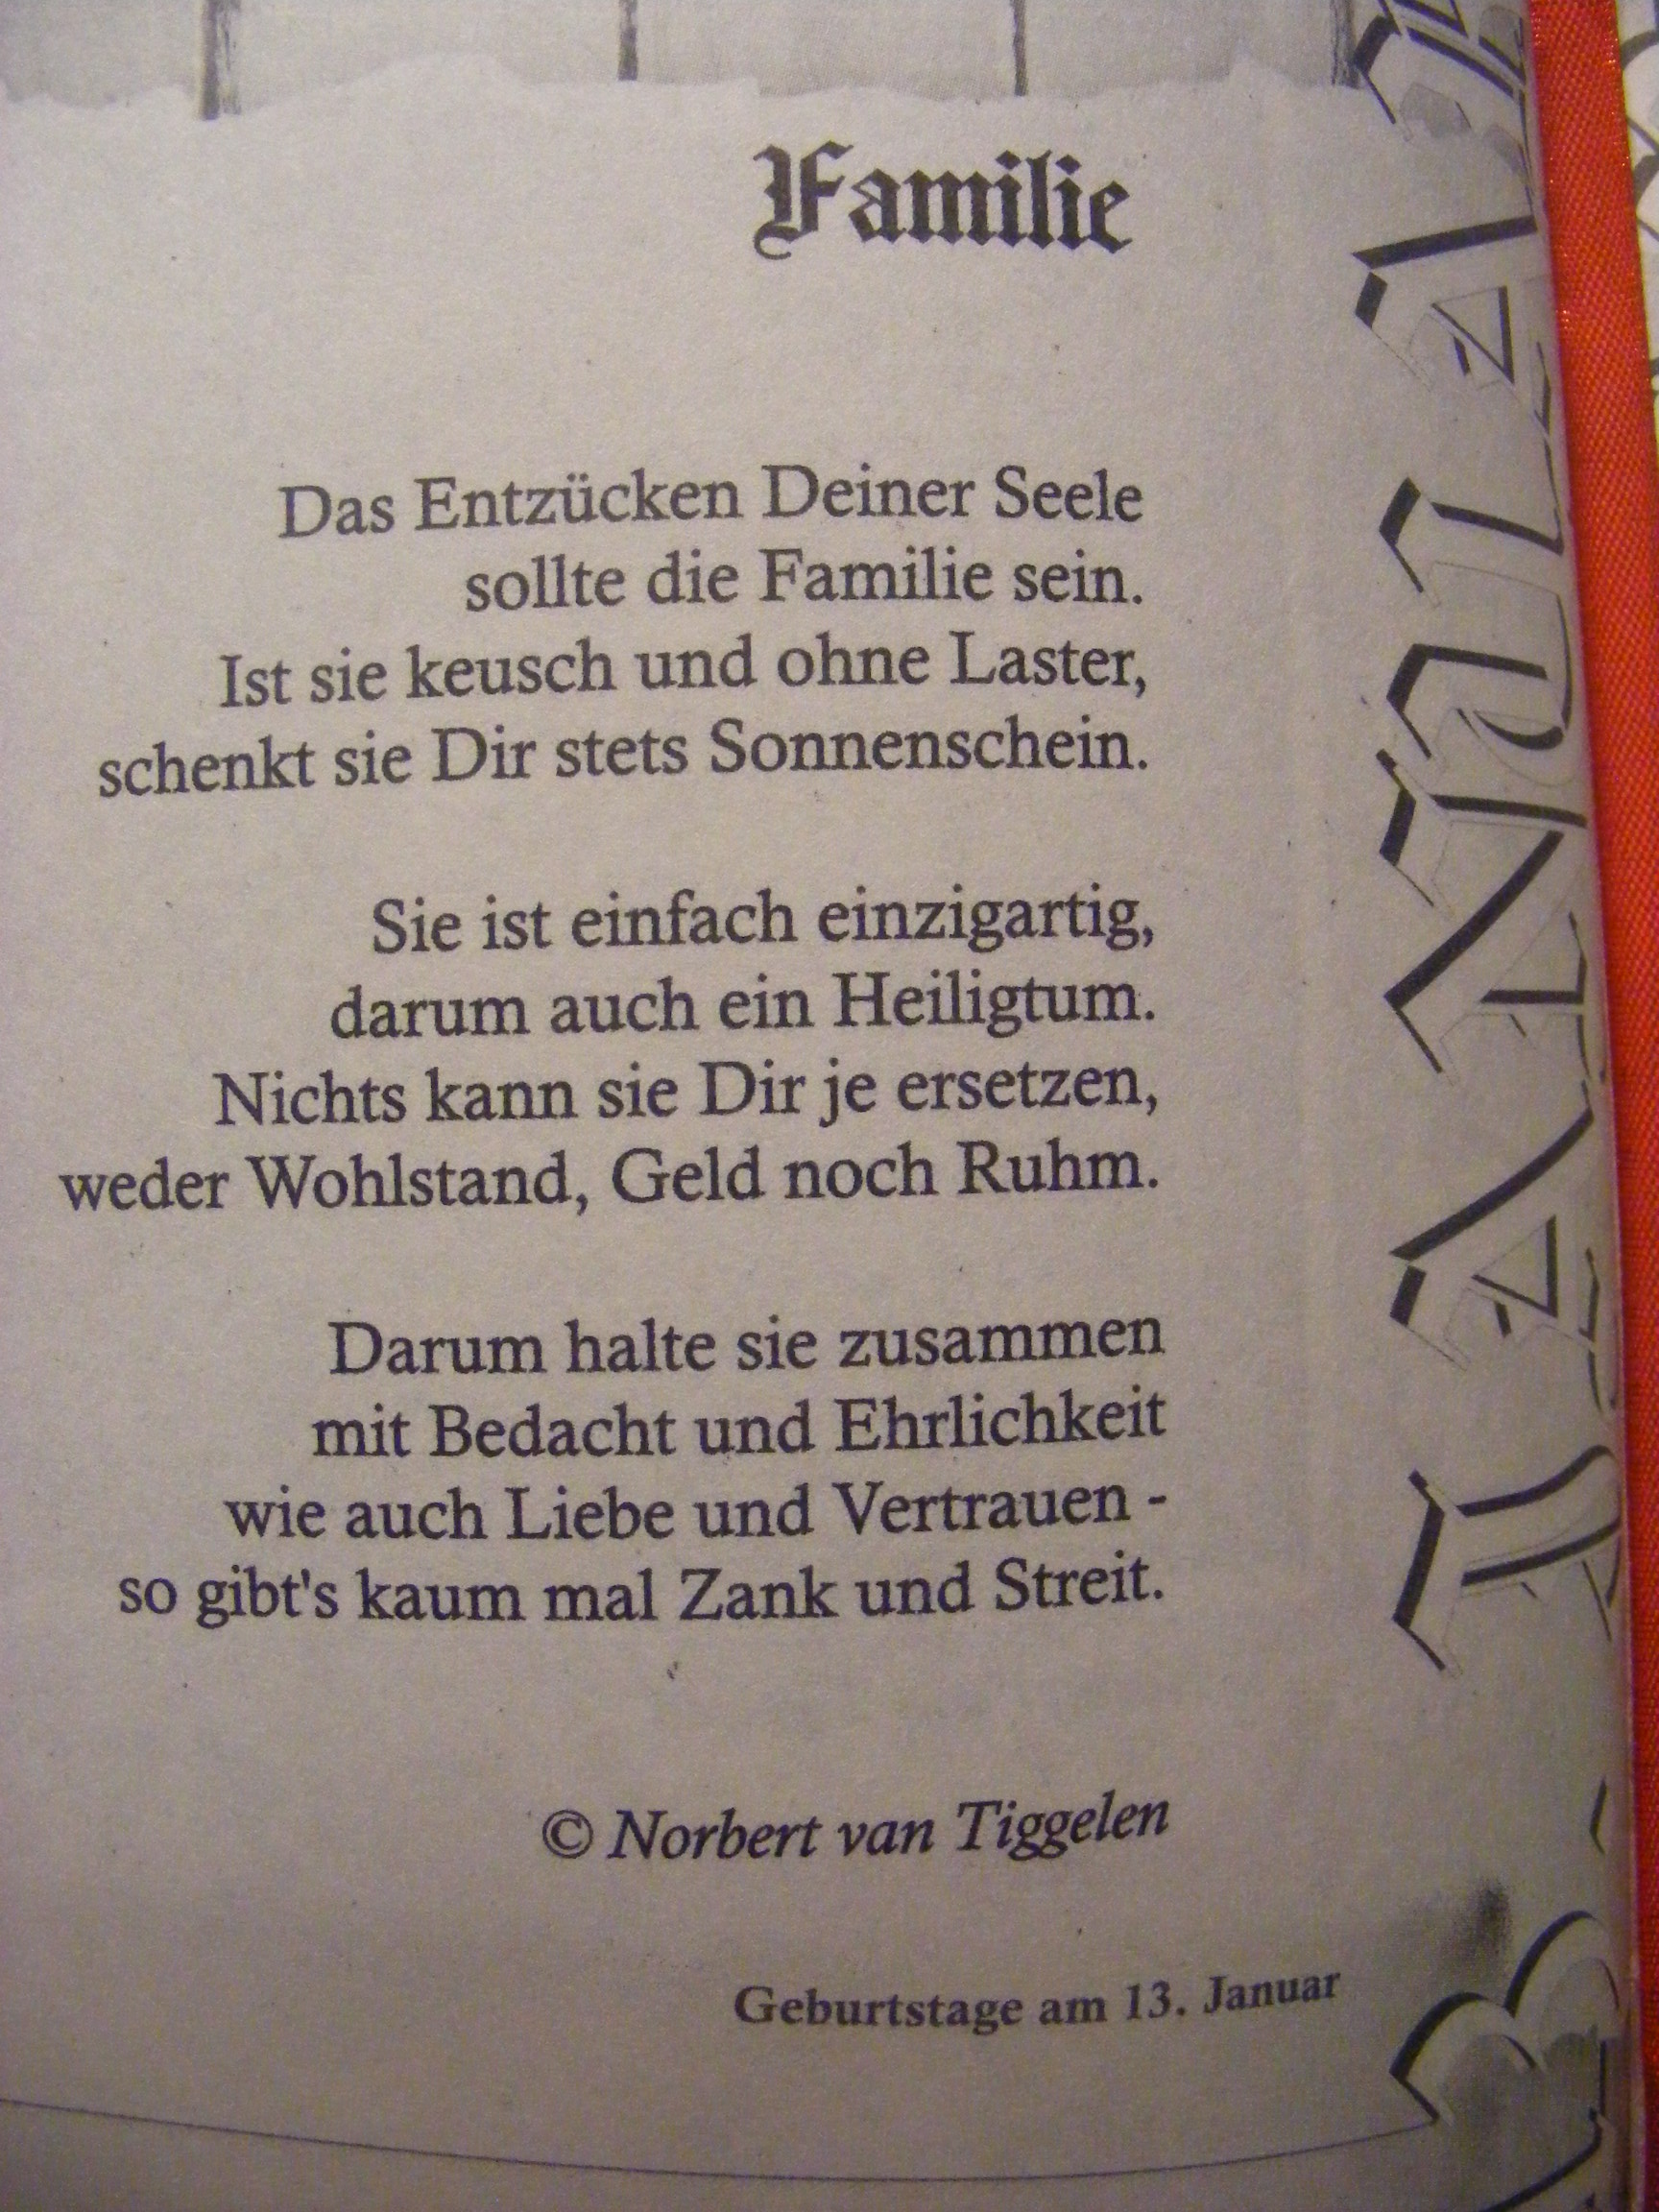 Familie
Das Entzücken Deiner Seele
sollte die Familie sein.
Ist sie keusch und ohne Laster,
schenkt sie Dir stets Sonnenschein.
Sie ist einfach einzigartig,
darum auch ein Heiligtum.
Nichts kann sie Dir je ersetzen,
weder Wohlstand, Geld noch Ruhm.
Darum halte sie zusammen
mit Bedacht und Ehrlichkeit
wie auch Liebe und Vertrauen -
so gibt's kaum mal Zank und Streit.
© Norbert van Tiggelen
Geburtstage am 13. Januar